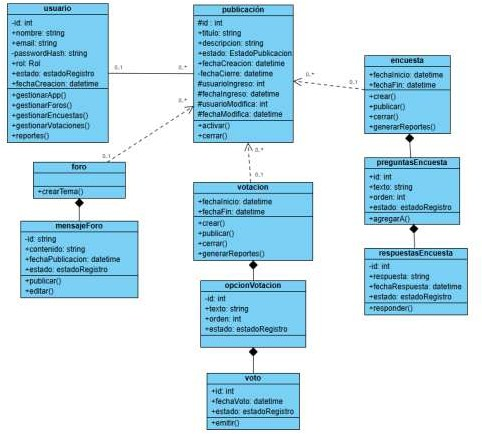 usuario
-id: int
+nombre: string
+email: string
-passwordHash: string
+rol: Rol
+estado: estadoRegistro
+fechaCreacion: datetime
+gestionarApp()
+gestionarForos()
+gestionarEncuestas()
+gestionarVotaciones()
+reportes()
0..1
0..*
publicación
#id : int
+titulo: string
+descripcion: string
+estado: EstadoPublicacion
+fechaCreacion: datetime
-fechaCierre: datetime
#usuarioIngreso: int
#fechaIngreso: datetime
#usuarioModifica: int
#fechaModifica: datetime
+activar()
+cerrar()
0..*
0..1
encuesta
+fechaInicio: datetime
+fechaFin: datetime
+crear()
+publicar()
+cerrar()
+generarReportes()
0..*
0..1
foro
+crearTema()
mensajeForo
-id: string
+contenido: string
+fechaPublicacion: datetime
+estado: estadoRegistro
+publicar()
+editar()
0..*
0..1
votacion
+fechaInicio: datetime
+fechaFin: datetime
+crear()
+publicar()
+cerrar()
+generarReportes()
opcionVotacion
-id: int
+texto: string
+orden: int
+estado: estadoRegistro
voto
+id: int
+fechaVoto: datetime
+estado: estadoRegistro
+emitir()
preguntasEncuesta
+id: int
+texto: string
+orden: int
+estado: estadoRegistro
+agregarA()
respuestasEncuesta
+id: int
+respuesta: string
+fechaRespuesta: datetime
+estado: estadoRegistro
+responder()